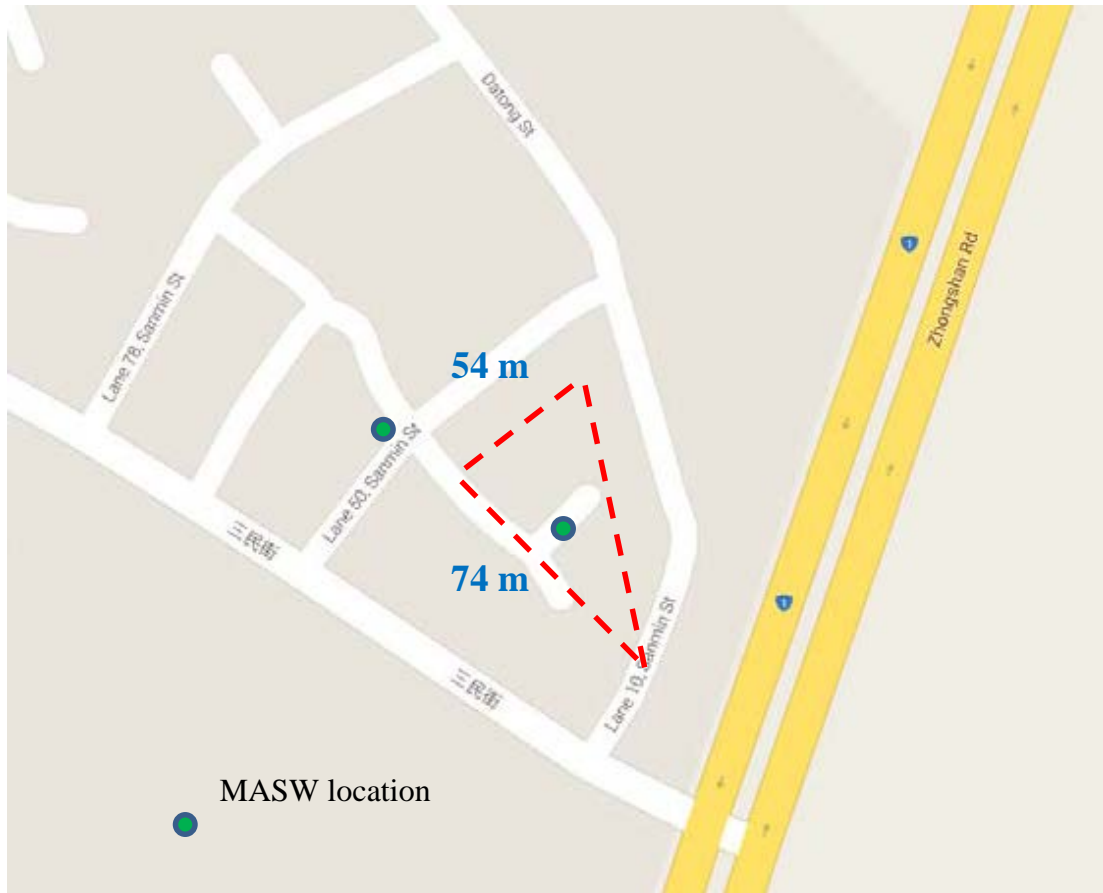 Datong St
Lane 78, Sanmin St
Zhongshan Rd
1
54 m
Lane 50, Sanmin St
三民街
74 m
1
Lane 10, Sanmin St
三民街
MASW location